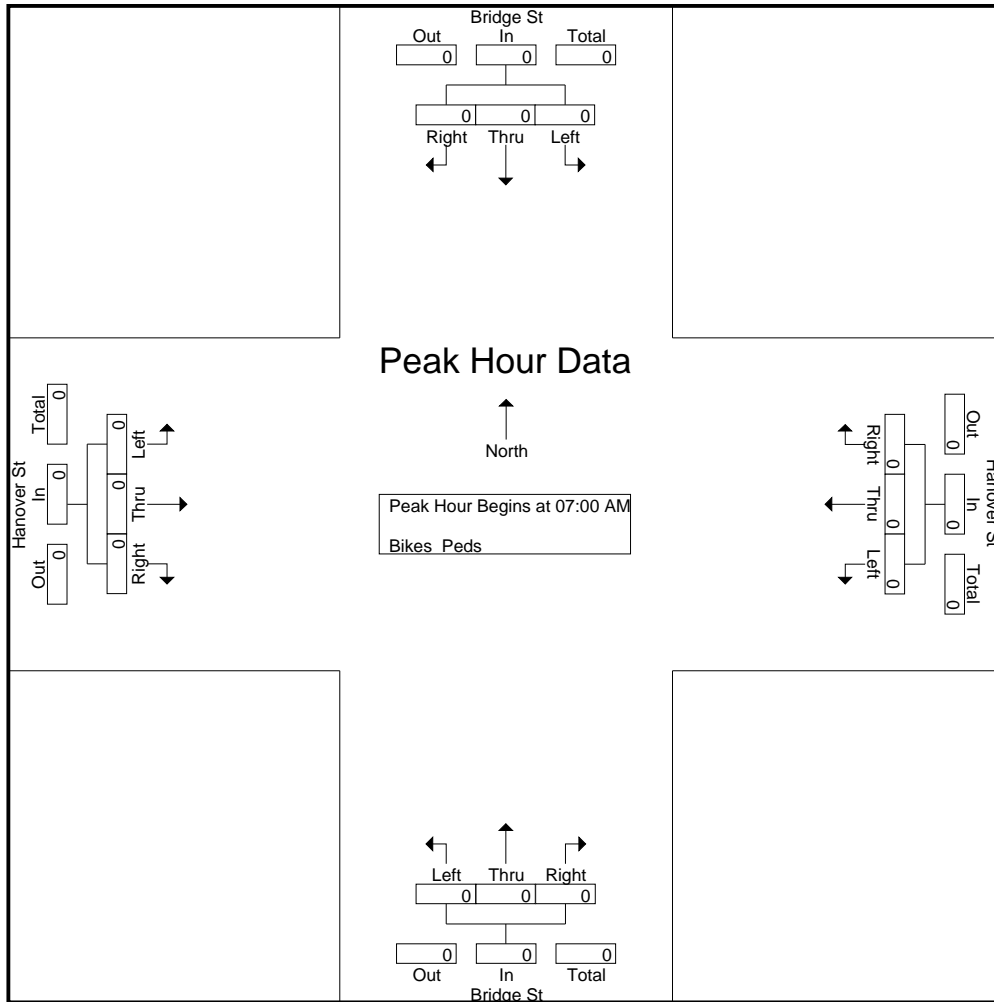 Bridge St
Out In Total
0 0 0
0 0 0
Right Thru Left
Peak Hour Data
North
Peak Hour Begins at 07:00 AM
Bikes Peds
Hanover St
Total In Out
0 0 0
0 0 0
Left Thru Right
Hanover St
Out In Total
0 0 0
0 0 0
Right Thru Left
Left Thru Right
0 0 0
0 0 0
Out In Total
Bridge St